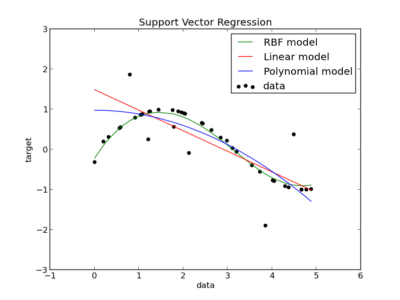 Support Vector Regression
3
RBF model
Linear model
Polynomial model
data
2
1
0
−1
−2
−3
target
−1
0
1
2
3
4
5
6
data